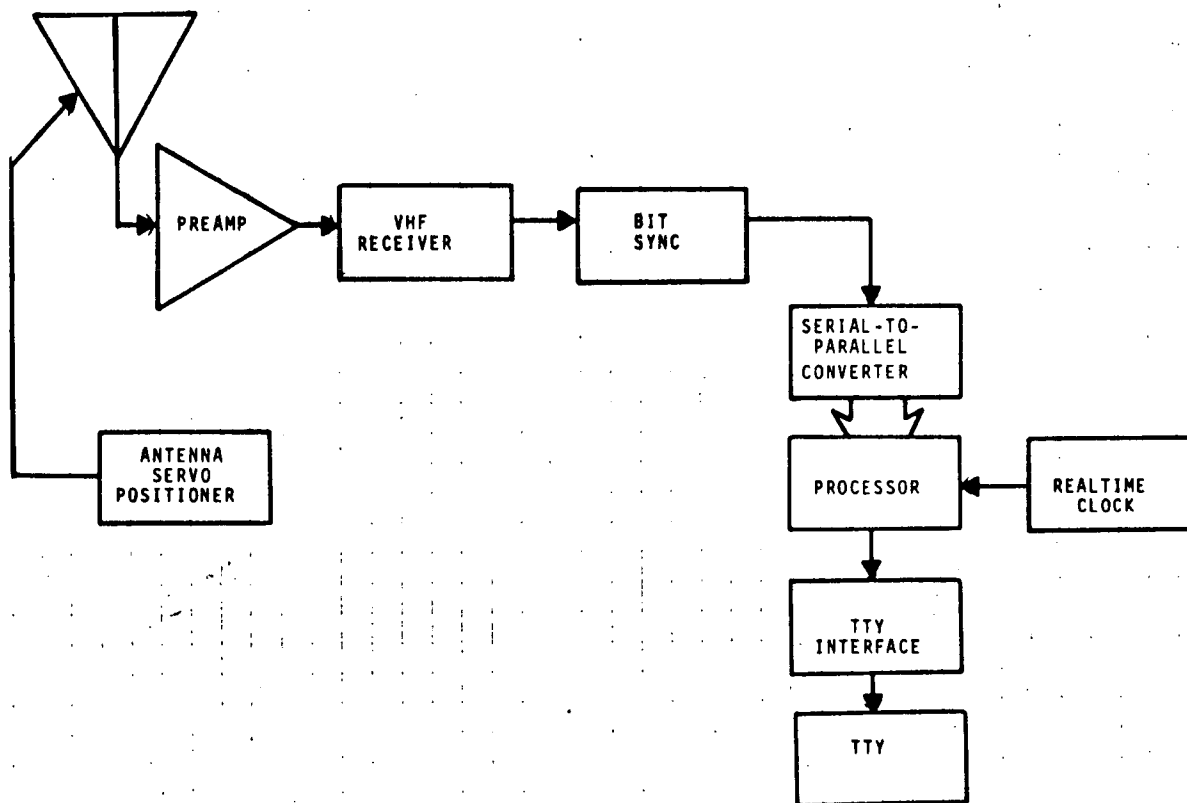 PREAMP
VHF
RECEIVER
BIT
SYNC
SERIAL-TO-
PARALLEL
CONVERTER
ANTENNA
SERVO
POSITIONER
PROCESSOR
REALTIME
CLOCK
TTY
INTERFACE
TTY